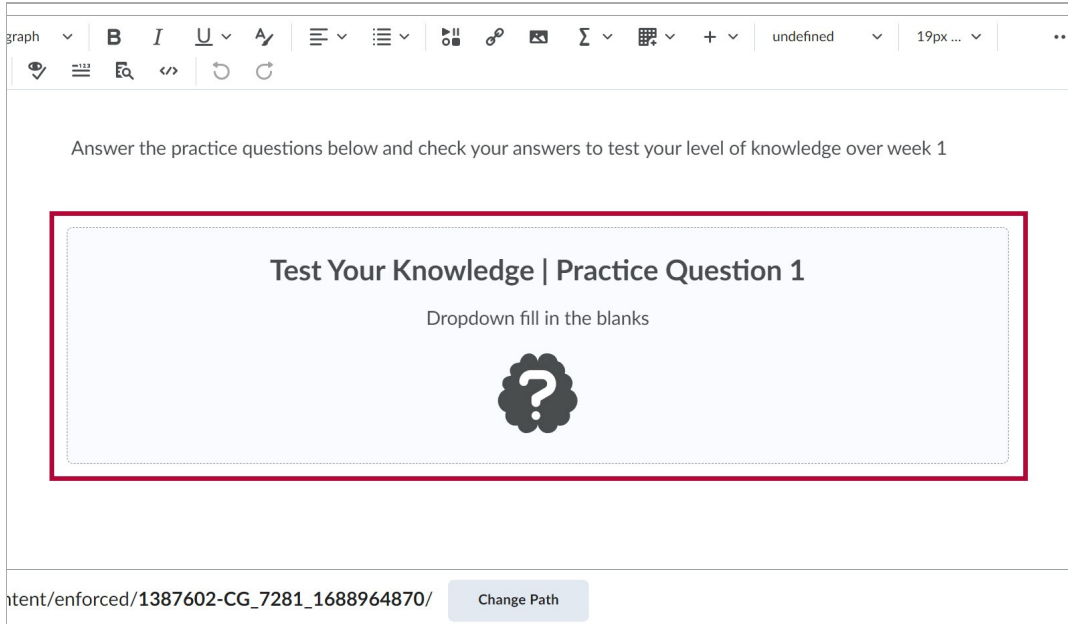 graph B I U A undefined 19px ...
</>
Answer the practice questions below and check your answers to test your level of knowledge over week 1
Test Your Knowledge | Practice Question 1
Dropdown fill in the blanks
?
ntent/enforced/1387602-CG_7281_1688964870/ Change Path